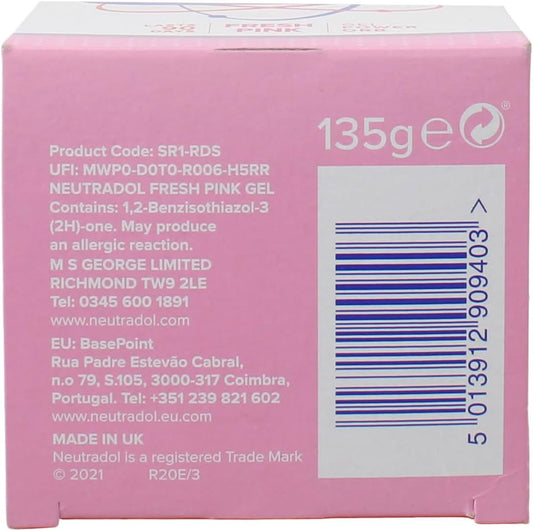 FRESH
PINK
Product Code: SR1-RDS
UFI: MWP0-D0T0-R006-H5RR
NEUTRADOL FRESH PINK GEL
Contains: 1,2-Benzisothiazol-3
(2H)-one. May produce
an allergic reaction.
M S GEORGE LIMITED
RICHMOND TW9 2LE
Tel: 0345 600 1891
www.neutradol.com
EU: BasePoint
Rua Padre Estevão Cabral,
n.o 79, S.105, 3000-317 Coimbra,
Portugal. Tel: +351 239 821 602
www.neutradol.eu.com
MADE IN UK
Neutradol is a registered Trade Mark
© 2021 R20E/3
135g℮ ®
5 013912 909403 >